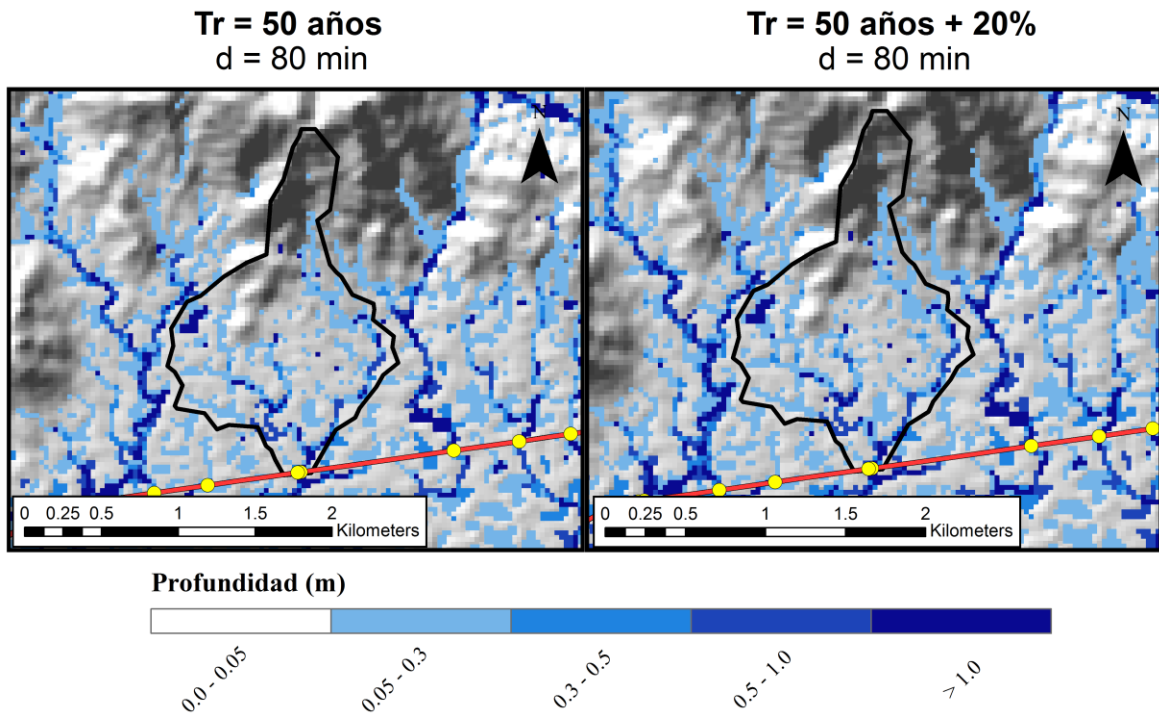 Tr = 50 años
d = 80 min
Tr = 50 años + 20%
d = 80 min
N
N
0 0.25 0.5 1 1.5 2
Kilometers
0 0.25 0.5 1 1.5 2
Kilometers
Profundidad (m)
0.0 - 0.05
0.05 - 0.3
0.3 - 0.5
0.5 - 1.0
> 1.0